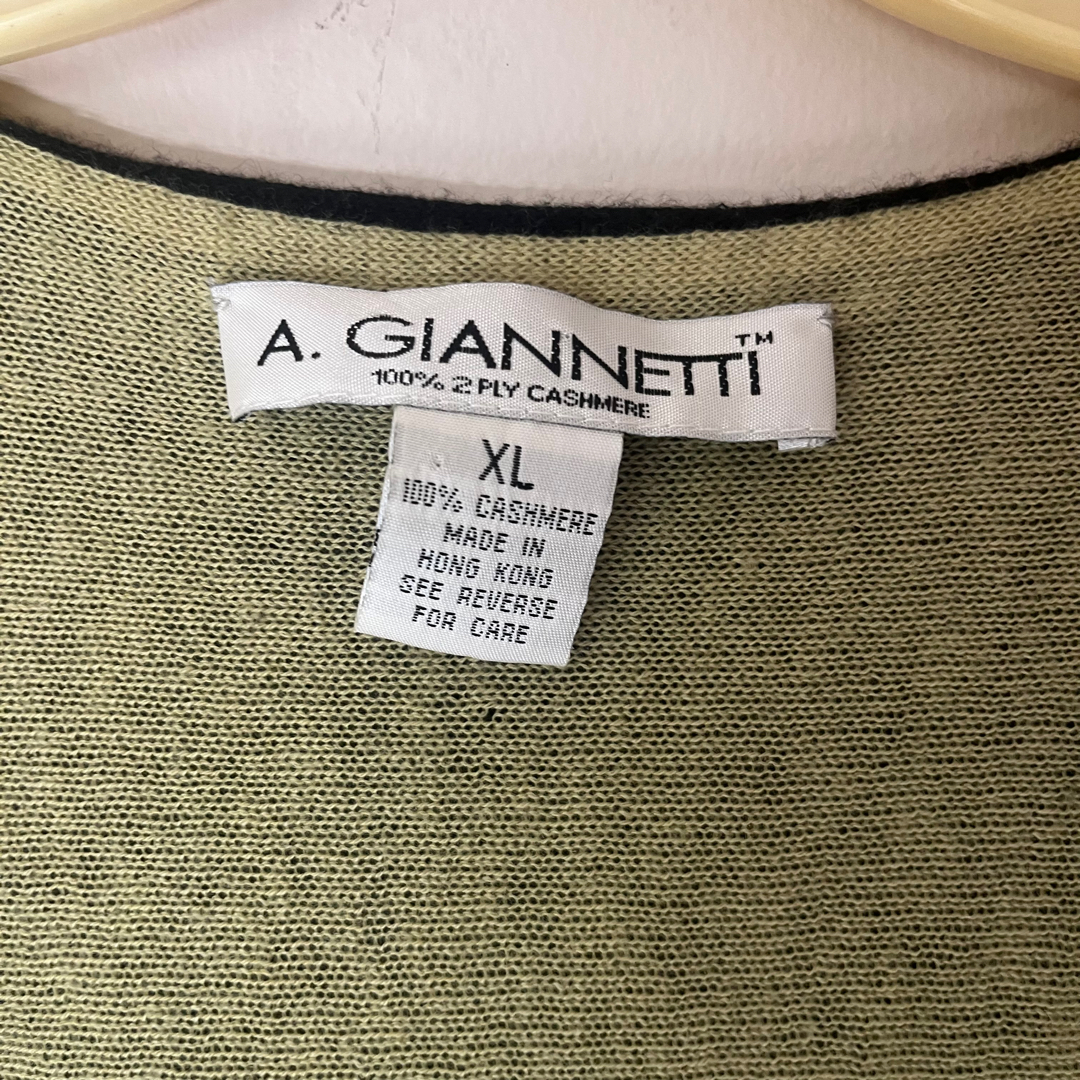 A. GIANNETTI™
100% 2 PLY CASHMERE
XL
100% CASHMERE
MADE IN
HONG KONG
SEE REVERSE
FOR CARE